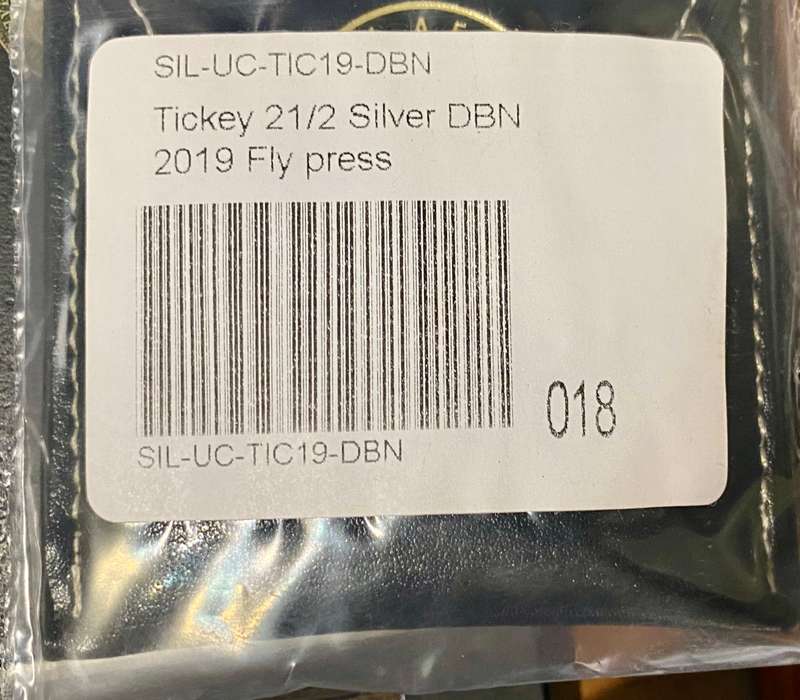 SIL-UC-TIC19-DBN
Tickey 21/2 Silver DBN
2019 Fly press
SIL-UC-TIC19-DBN
018